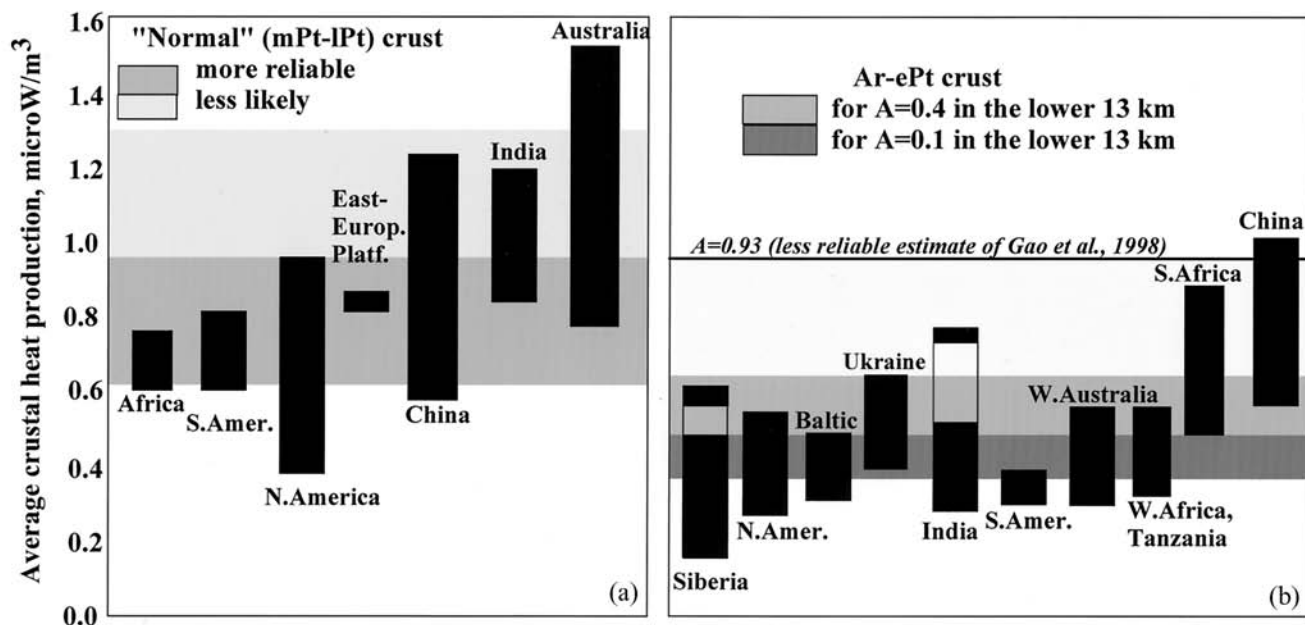 Average crustal heat production, microW/m³
1.6
1.4
1.2
1.0
0.8
0.6
0.4
0.2
0.0
"Normal" (mPt-lPt) crust
more reliable
less likely
Australia
India
East-
Europ.
Platf.
Africa
S.Amer.
N.America
China
(a)
Ar-ePt crust
for A=0.4 in the lower 13 km
for A=0.1 in the lower 13 km
China
A=0.93 (less reliable estimate of Gao et al., 1998)
S.Africa
Ukraine
W.Australia
Baltic
N.Amer.
India
S.Amer.
W.Africa,
Tanzania
Siberia
(b)